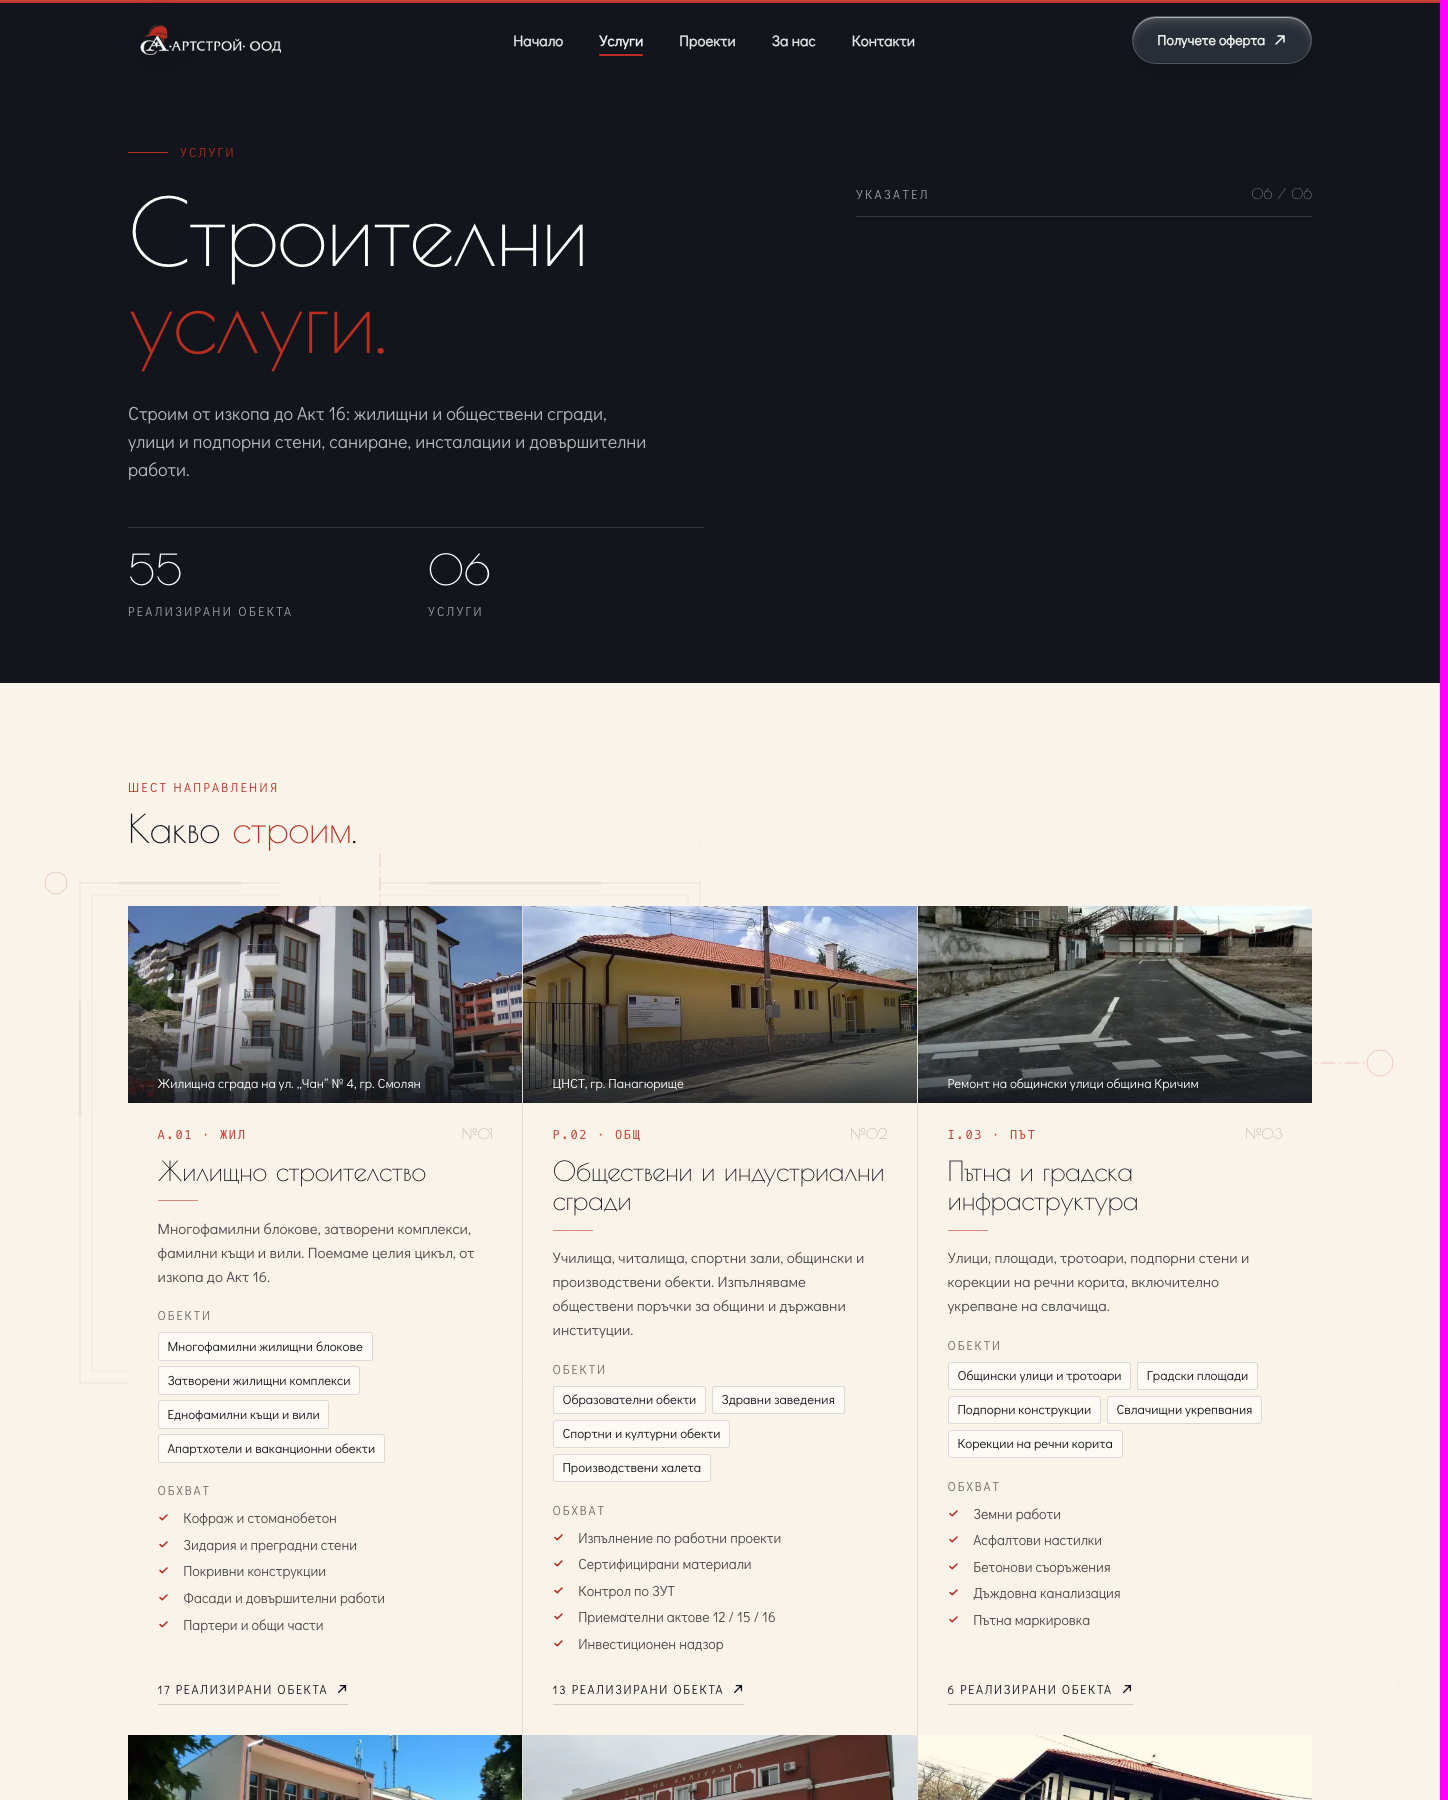 АРТСТРОЙ· ООД
Начало
Услуги
Проекти
За нас
Контакти
Получете оферта
УСЛУГИ
Строителни
услуги.
Строим от изкопа до Акт 16: жилищни и обществени сгради,
улици и подпорни стени, саниране, инсталации и довършителни
работи.
55
РЕАЛИЗИРАНИ ОБЕКТА
06
УСЛУГИ
УКАЗАТЕЛ
06 / 06
ШЕСТ НАПРАВЛЕНИЯ
Какво строим.
Жилищна сграда на ул. „Чан“ № 4, гр. Смолян
A.01 · ЖИЛ
№01
Жилищно строителство
Многофамилни блокове, затворени комплекси,
фамилни къщи и вили. Поемаме целия цикъл, от
изкопа до Акт 16.
ОБЕКТИ
Многофамилни жилищни блокове
Затворени жилищни комплекси
Еднофамилни къщи и вили
Апартхотели и ваканционни обекти
ОБХВАТ
Кофраж и стоманобетон
Зидария и преградни стени
Покривни конструкции
Фасади и довършителни работи
Партери и общи части
17 РЕАЛИЗИРАНИ ОБЕКТА
ЦНСТ, гр. Панагюрище
P.02 · ОБЩ
№02
Обществени и индустриални
сгради
Училища, читалища, спортни зали, общински и
производствени обекти. Изпълняваме
обществени поръчки за общини и държавни
институции.
ОБЕКТИ
Образователни обекти
Здравни заведения
Спортни и културни обекти
Производствени халета
ОБХВАТ
Изпълнение по работни проекти
Сертифицирани материали
Контрол по ЗУТ
Приемателни актове 12 / 15 / 16
Инвестиционен надзор
13 РЕАЛИЗИРАНИ ОБЕКТА
Ремонт на общински улици община Кричим
I.03 · ПЪТ
№03
Пътна и градска
инфраструктура
Улици, площади, тротоари, подпорни стени и
корекции на речни корита, включително
укрепване на свлачища.
ОБЕКТИ
Общински улици и тротоари
Градски площади
Подпорни конструкции
Свлачищни укрепвания
Корекции на речни корита
ОБХВАТ
Земни работи
Асфалтови настилки
Бетонови съоръжения
Дъждовна канализация
Пътна маркировка
6 РЕАЛИЗИРАНИ ОБЕКТА
ДОМ НА КУЛТУРАТА